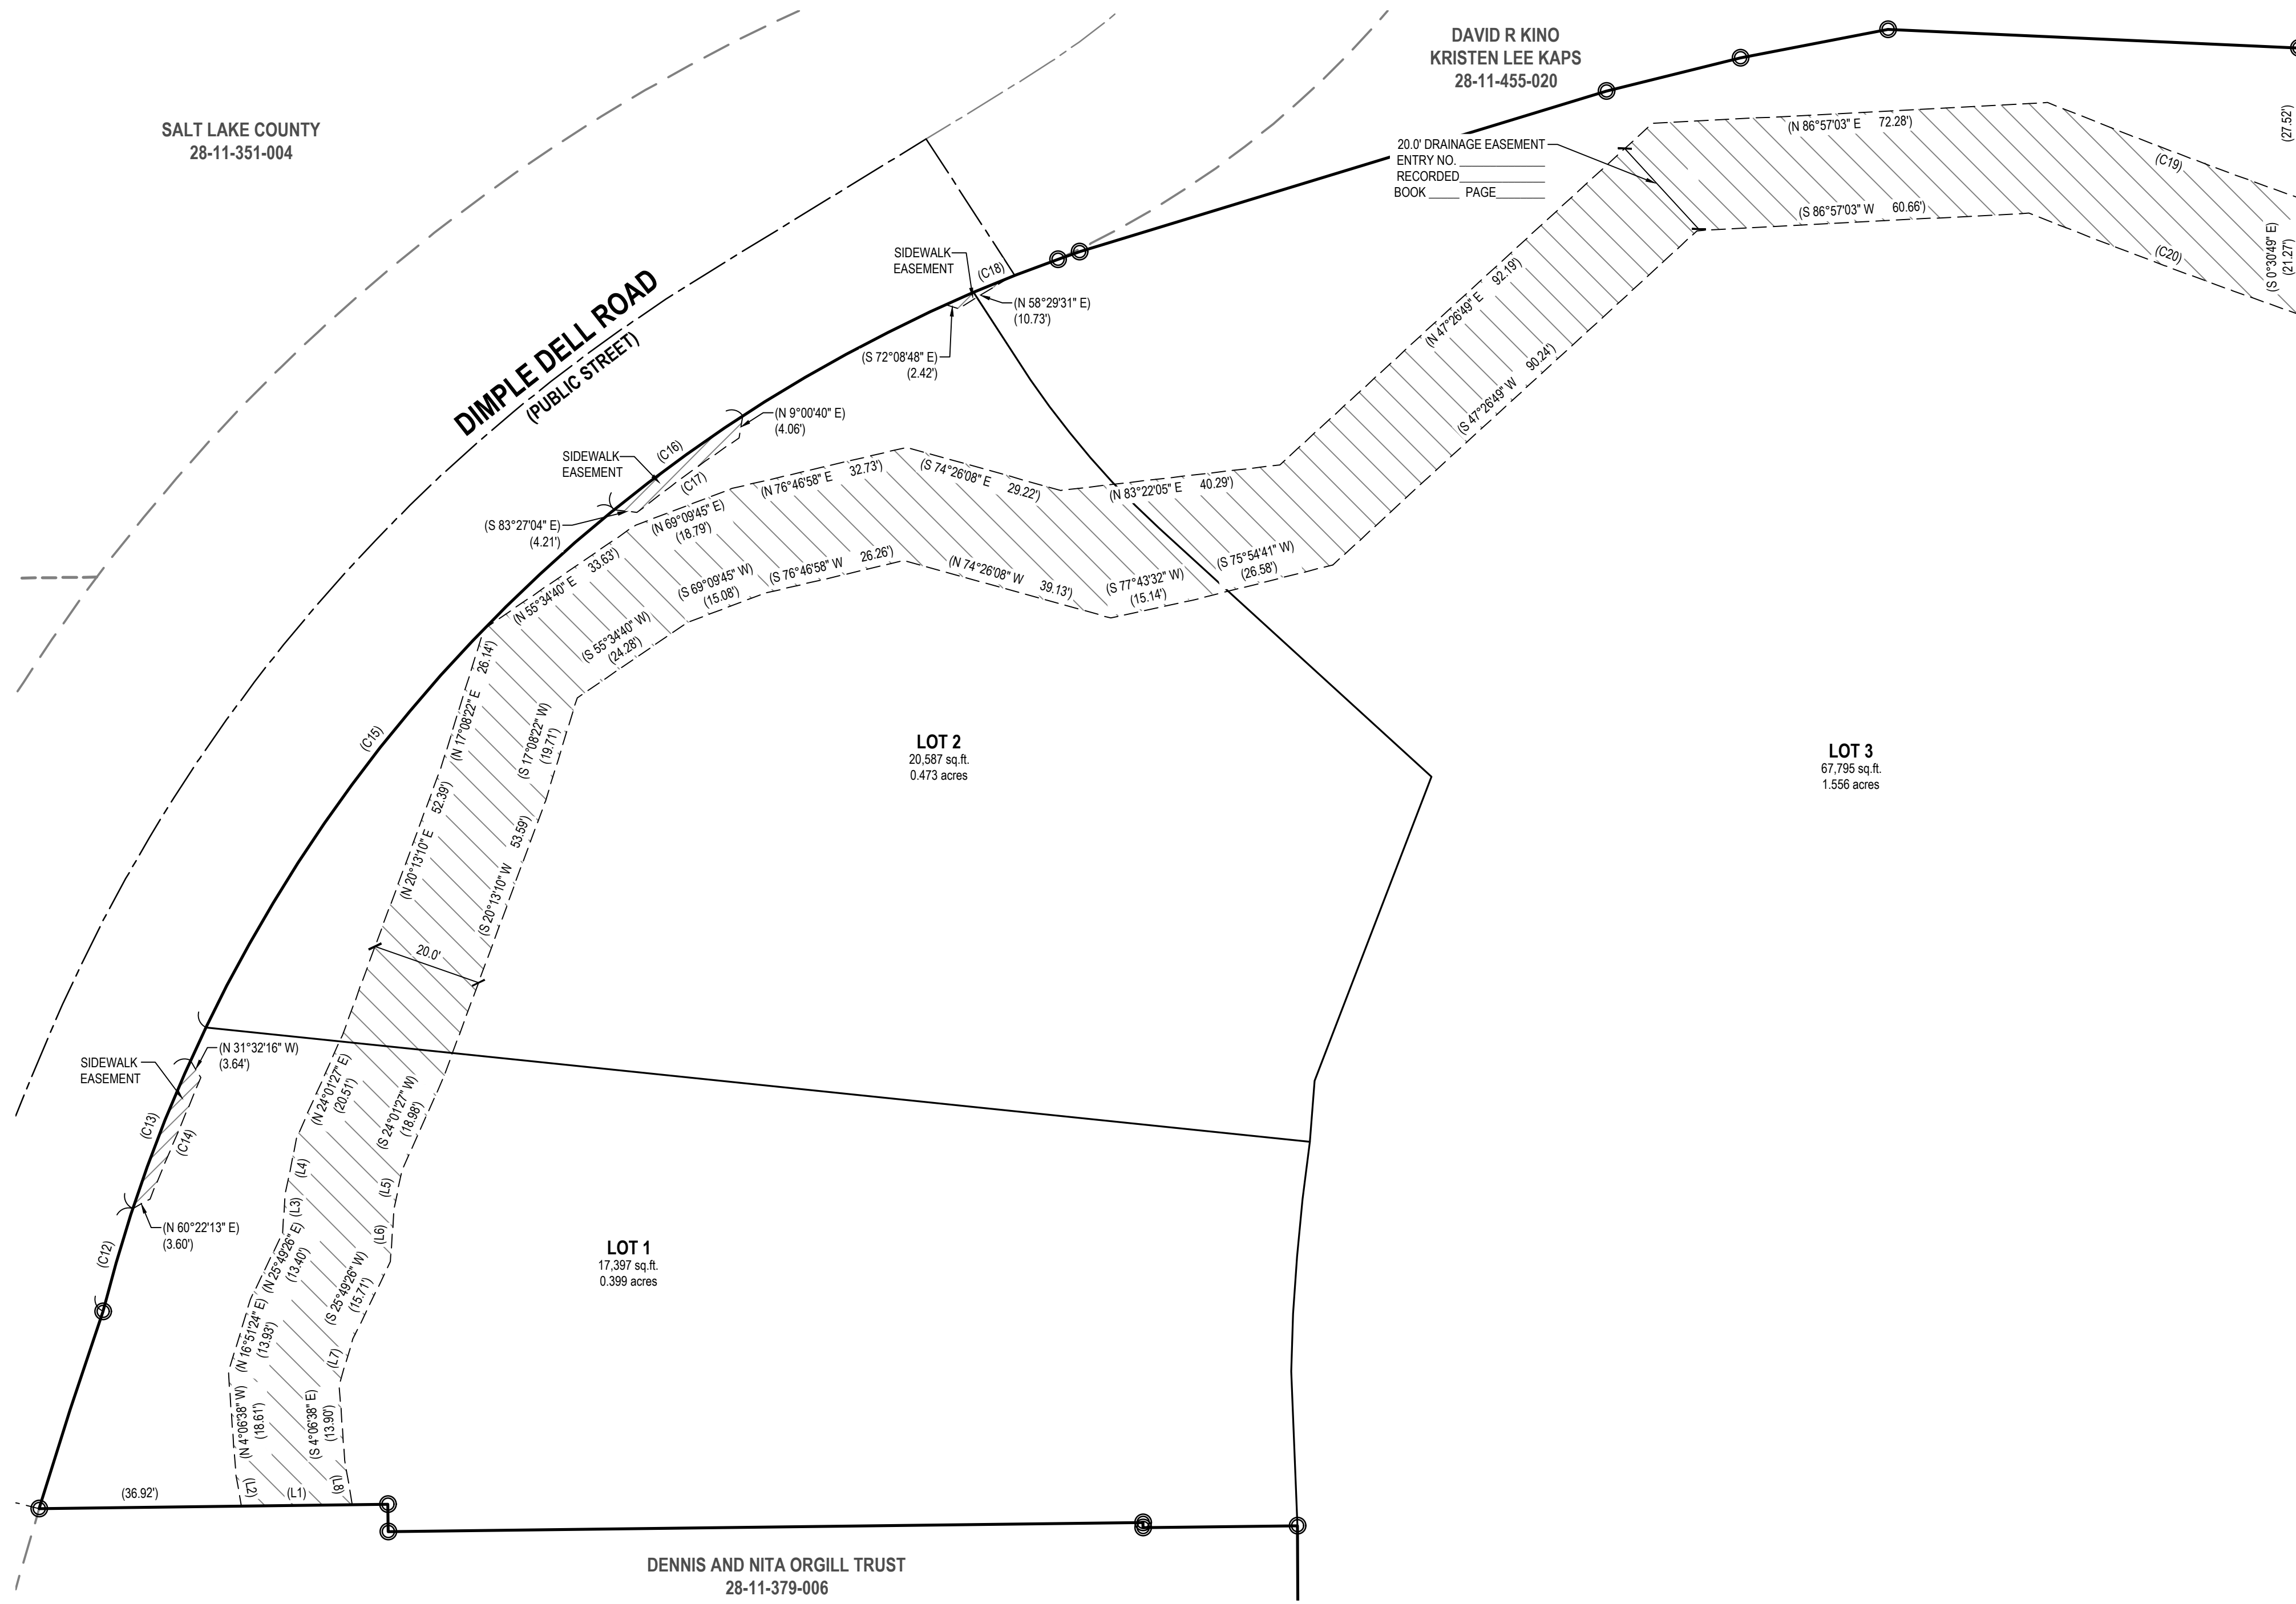 DAVID R KINO
KRISTEN LEE KAPS
28-11-455-020
SALT LAKE COUNTY
28-11-351-004
20.0' DRAINAGE EASEMENT
ENTRY NO. ____________
RECORDED____________
BOOK ____ PAGE_______
(N 86°57'03" E 72.28')
(27.52')
(C19)
(S 86°57'03" W 60.66')
(C20)
(S 0°30'49" E)
(21.27')
SIDEWALK
EASEMENT
(C18)
(N 58°29'31" E)
(10.73')
(S 72°08'48" E)
(2.42')
DIMPLE DELL ROAD
(PUBLIC STREET)
(N 47°26'49" E 92.19')
(S 47°26'49" W 90.24')
(N 9°00'40" E)
(4.06')
SIDEWALK
EASEMENT
(C16)
(C17)
(S 83°27'04" E)
(4.21')
(N 76°46'58" E 32.73')
(S 74°26'08" E 29.22')
(N 83°22'05" E 40.29')
(N 69°09'45" E)
(18.79')
(N 55°34'40" E 33.63')
(S 76°46'58" W 26.26')
(S 69°09'45" W)
(15.08')
(N 74°26'08" W 39.13')
(S 77°43'32" W)
(15.14')
(S 75°54'41" W)
(26.58')
(S 55°34'40" W)
(24.28')
(N 17°08'22" E 26.14')
(S 17°08'22" W)
(19.71')
(C15)
LOT 2
20,587 sq.ft.
0.473 acres
LOT 3
67,795 sq.ft.
1.556 acres
(N 20°13'10" E 52.39')
(S 20°13'10" W 53.59')
20.0'
SIDEWALK
EASEMENT
(N 31°32'16" W)
(3.64')
(N 24°01'27" E)
(20.51')
(S 24°01'27" W)
(18.98')
(C13)
(C14)
(L4)
(L5)
(L3)
(L6)
(N 60°22'13" E)
(3.60')
(C12)
(N 25°49'26" E)
(13.40')
(S 25°49'26" W)
(15.71')
LOT 1
17,397 sq.ft.
0.399 acres
(N 16°51'24" E)
(13.93')
(L7)
(N 4°06'38" W)
(18.61')
(S 4°06'38" E)
(13.90')
(36.92')
(L2)
(L1)
(L8)
DENNIS AND NITA ORGILL TRUST
28-11-379-006